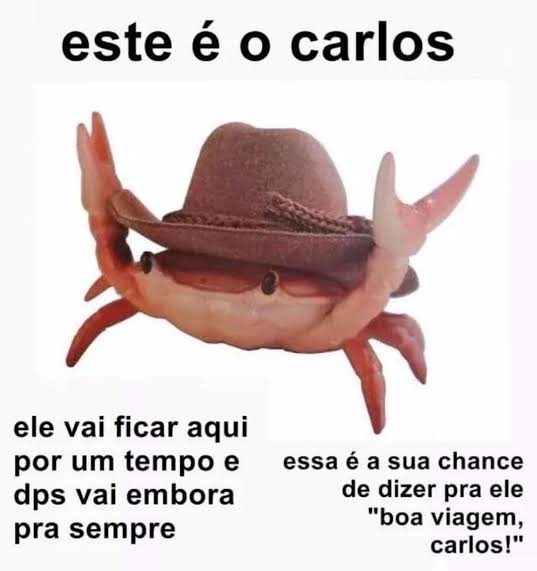 este é o carlos
ele vai ficar aqui
por um tempo e
dps vai embora
pra sempre
essa é a sua chance
de dizer pra ele
"boa viagem,
carlos!"